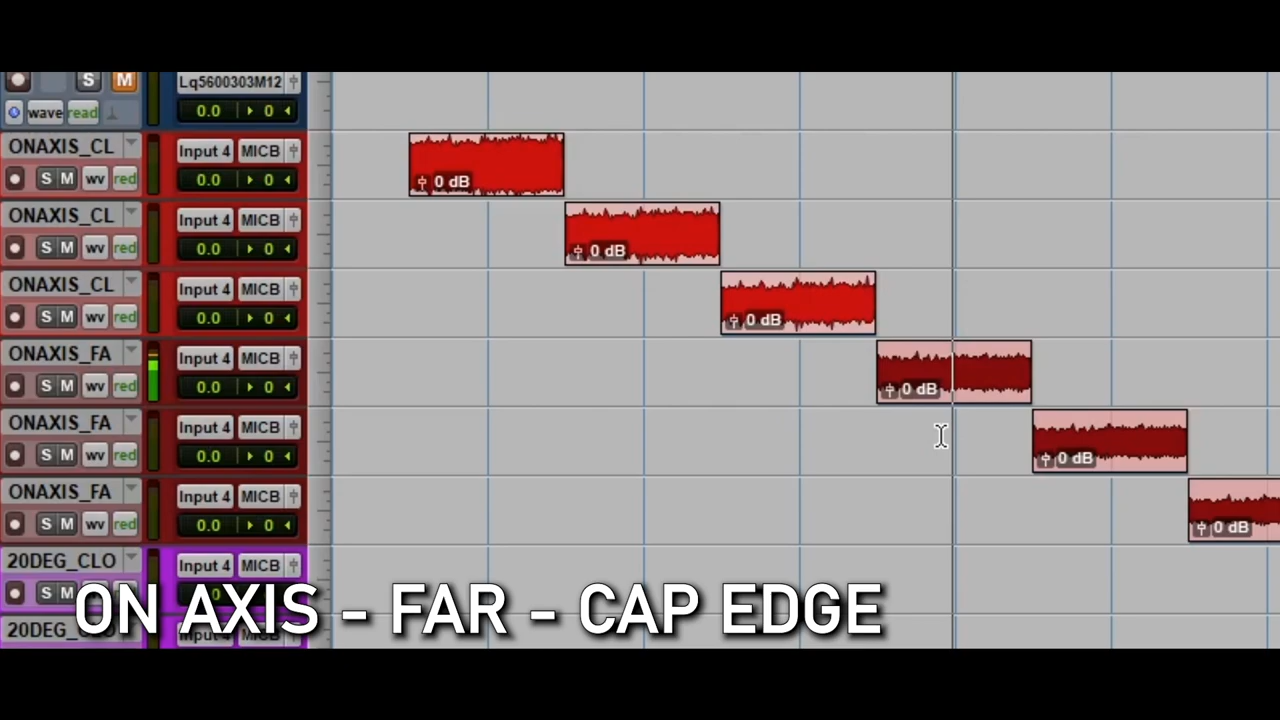 S M Lq5600303M12
wave read 0.0 0
ONAXIS_CL Input 4 MICB
S M wv red 0.0 0
0 dB
ONAXIS_CL Input 4 MICB
S M wv red 0.0 0
0 dB
ONAXIS_CL Input 4 MICB
S M wv red 0.0 0
0 dB
ONAXIS_FA Input 4 MICB
S M wv red 0.0 0
0 dB
ONAXIS_FA Input 4 MICB
S M wv red 0.0 0
0 dB
ONAXIS_FA Input 4 MICB
S M wv red 0.0 0
0 dB
20DEG_CLO Input 4 MICB
S M
ON AXIS - FAR - CAP EDGE
Input 4 MICB